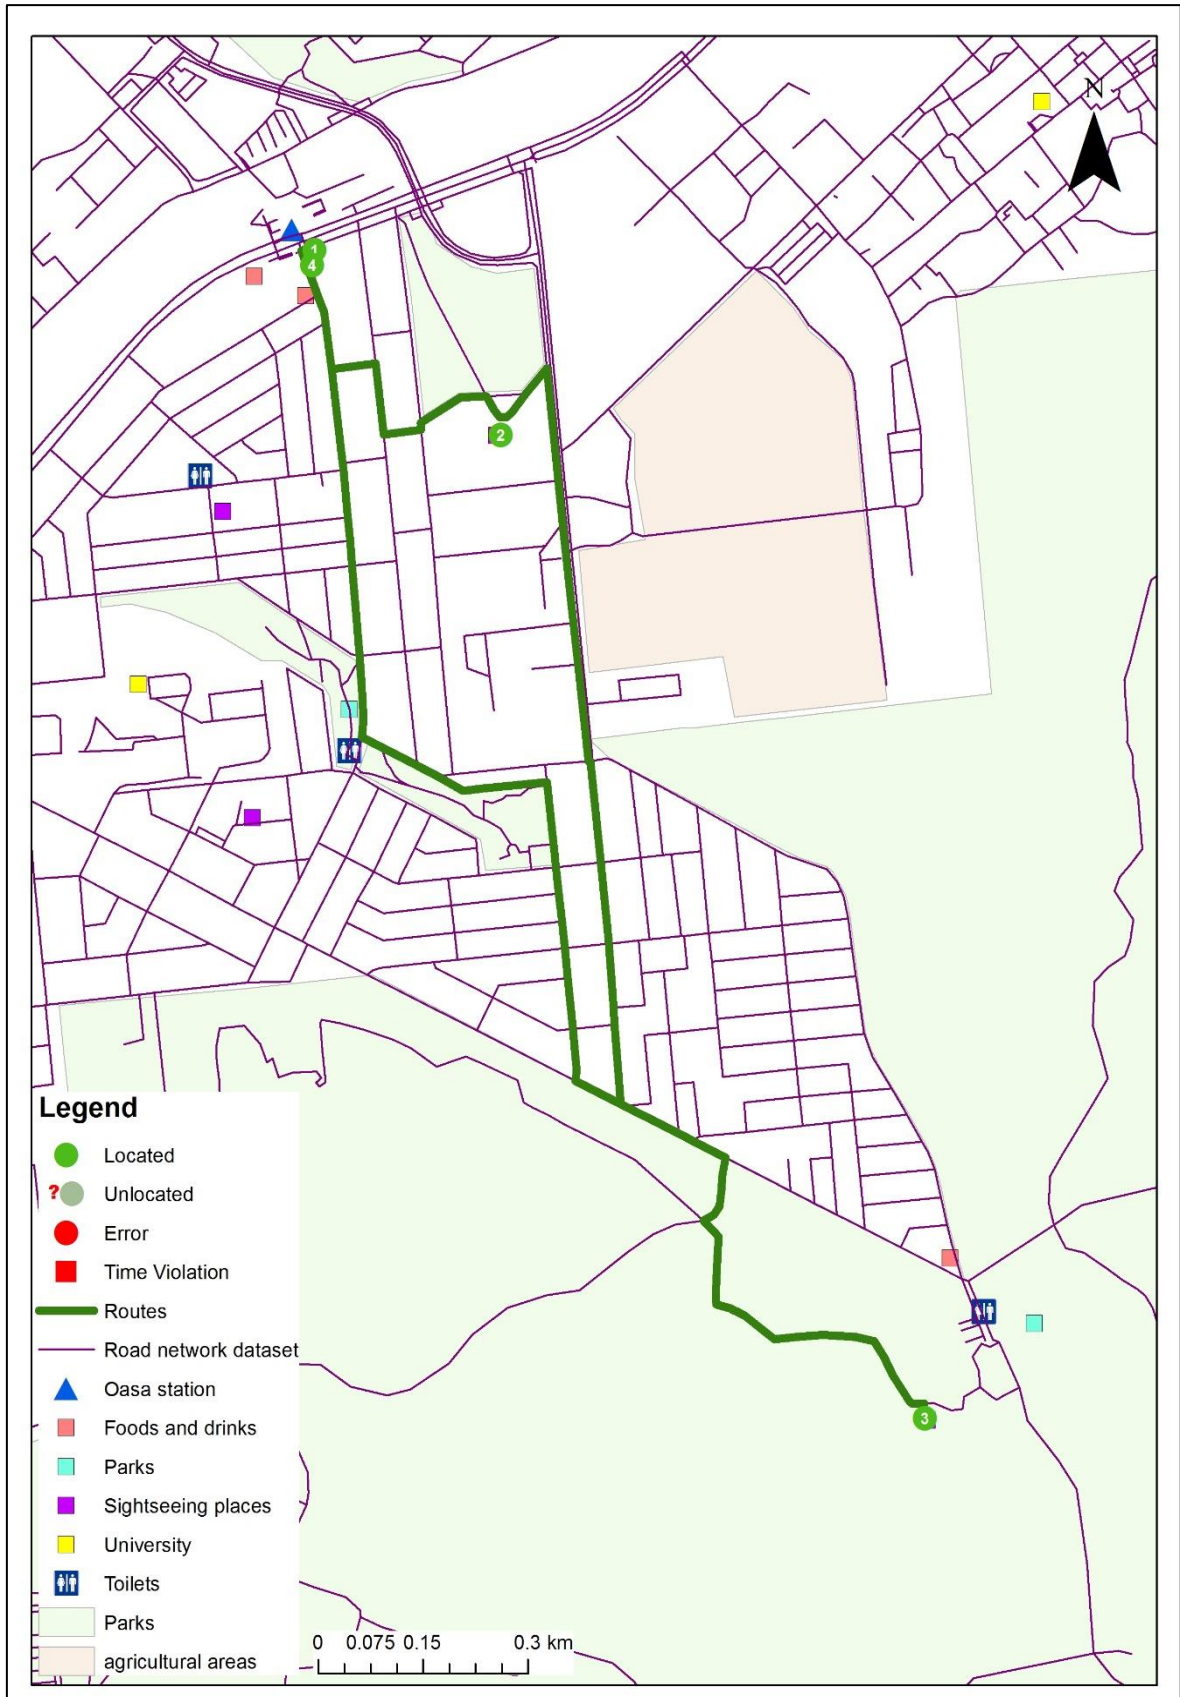 N
1
4
2
3
Legend
Located
? Unlocated
Error
Time Violation
Routes
Road network dataset
Oasa station
Foods and drinks
Parks
Sightseeing places
University
Toilets
Parks
agricultural areas
0 0.075 0.15 0.3 km